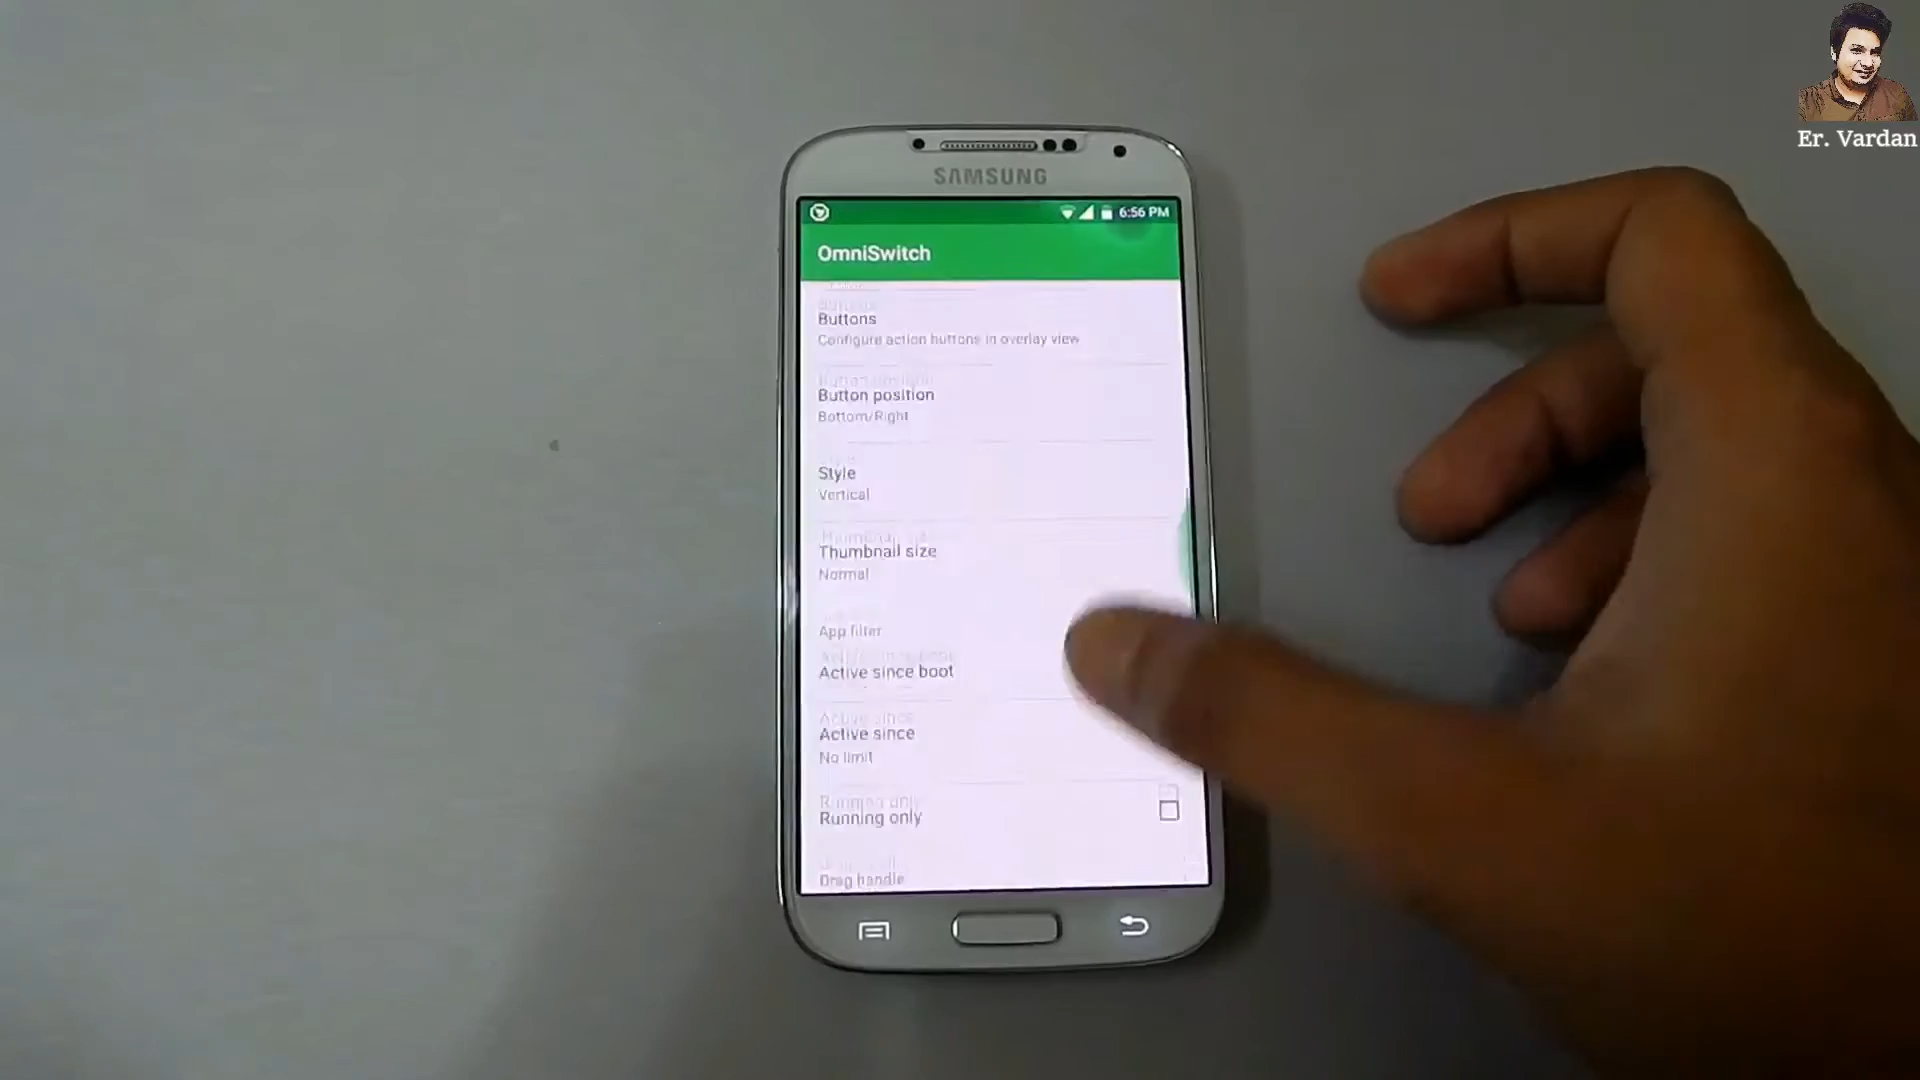 Er. Vardan
SAMSUNG
6:56 PM
OmniSwitch
Buttons
Configure action buttons in overlay view
Button position
Bottom/Right
Style
Vertical
Thumbnail size
Normal
App filter
Active since boot
Active since
No limit
Running only
Drag handle